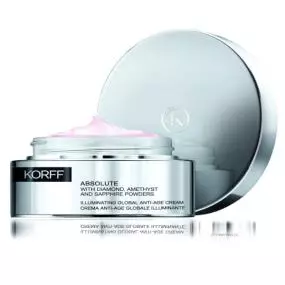 KORFF
ABSOLUTE
WITH DIAMOND, AMETHYST
AND SAPPHIRE POWDERS
ILLUMINATING GLOBAL ANTI-AGE CREAM
CREMA ANTI-AGE GLOBALE ILLUMINANTE